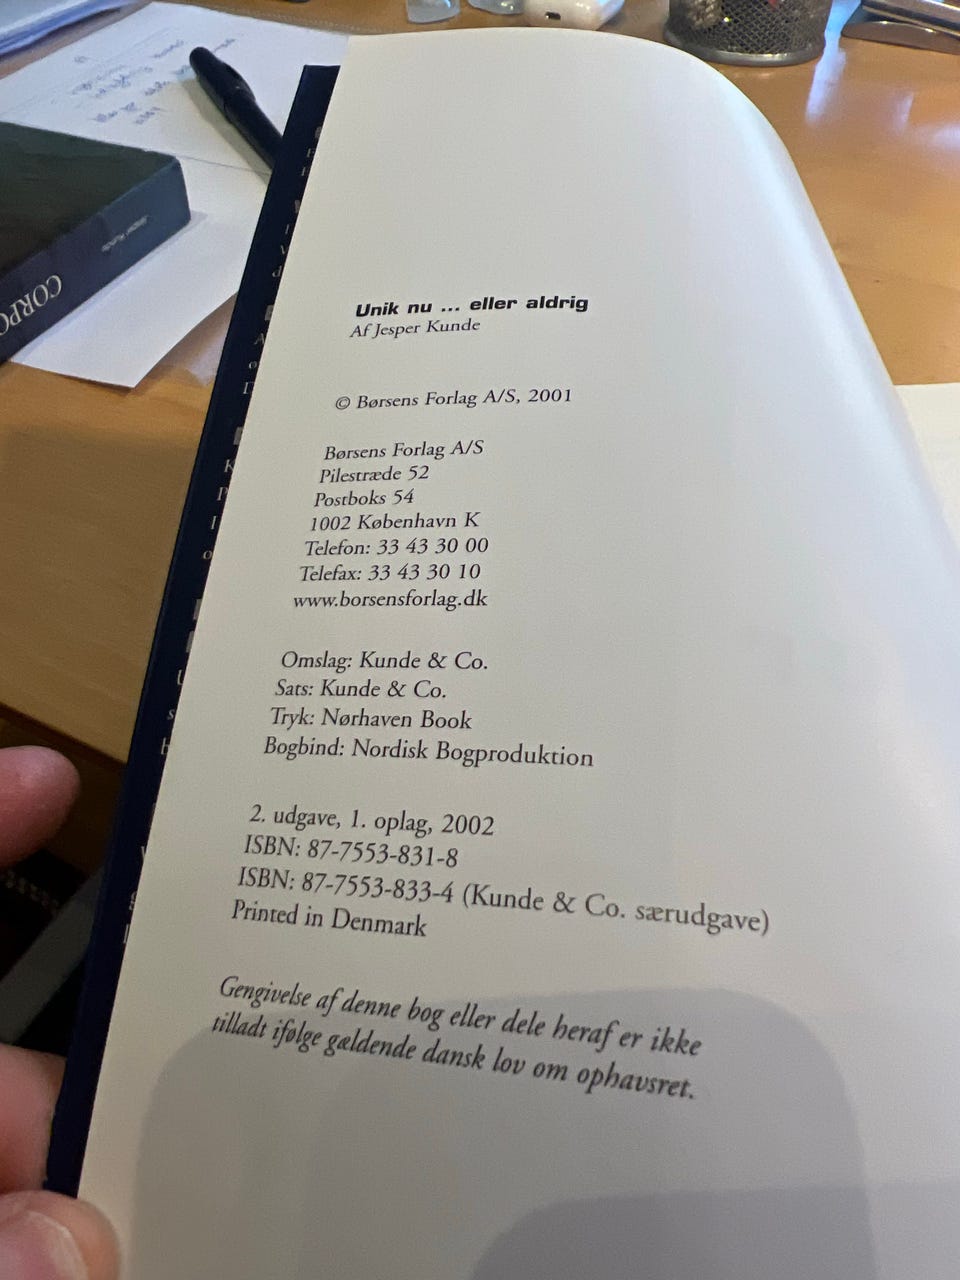 Unik nu ... eller aldrig
Af Jesper Kunde
© Børsens Forlag A/S, 2001
Børsens Forlag A/S
Pilestræde 52
Postboks 54
1002 København K
Telefon: 33 43 30 00
Telefax: 33 43 30 10
www.borsensforlag.dk
Omslag: Kunde & Co.
Sats: Kunde & Co.
Tryk: Nørhaven Book
Bogbind: Nordisk Bogproduktion
2. udgave, 1. oplag, 2002
ISBN: 87-7553-831-8
ISBN: 87-7553-833-4 (Kunde & Co. særudgave)
Printed in Denmark
Gengivelse af denne bog eller dele heraf er ikke
tilladt ifølge gældende dansk lov om ophavsret.
Jesper Kunde
CORPO